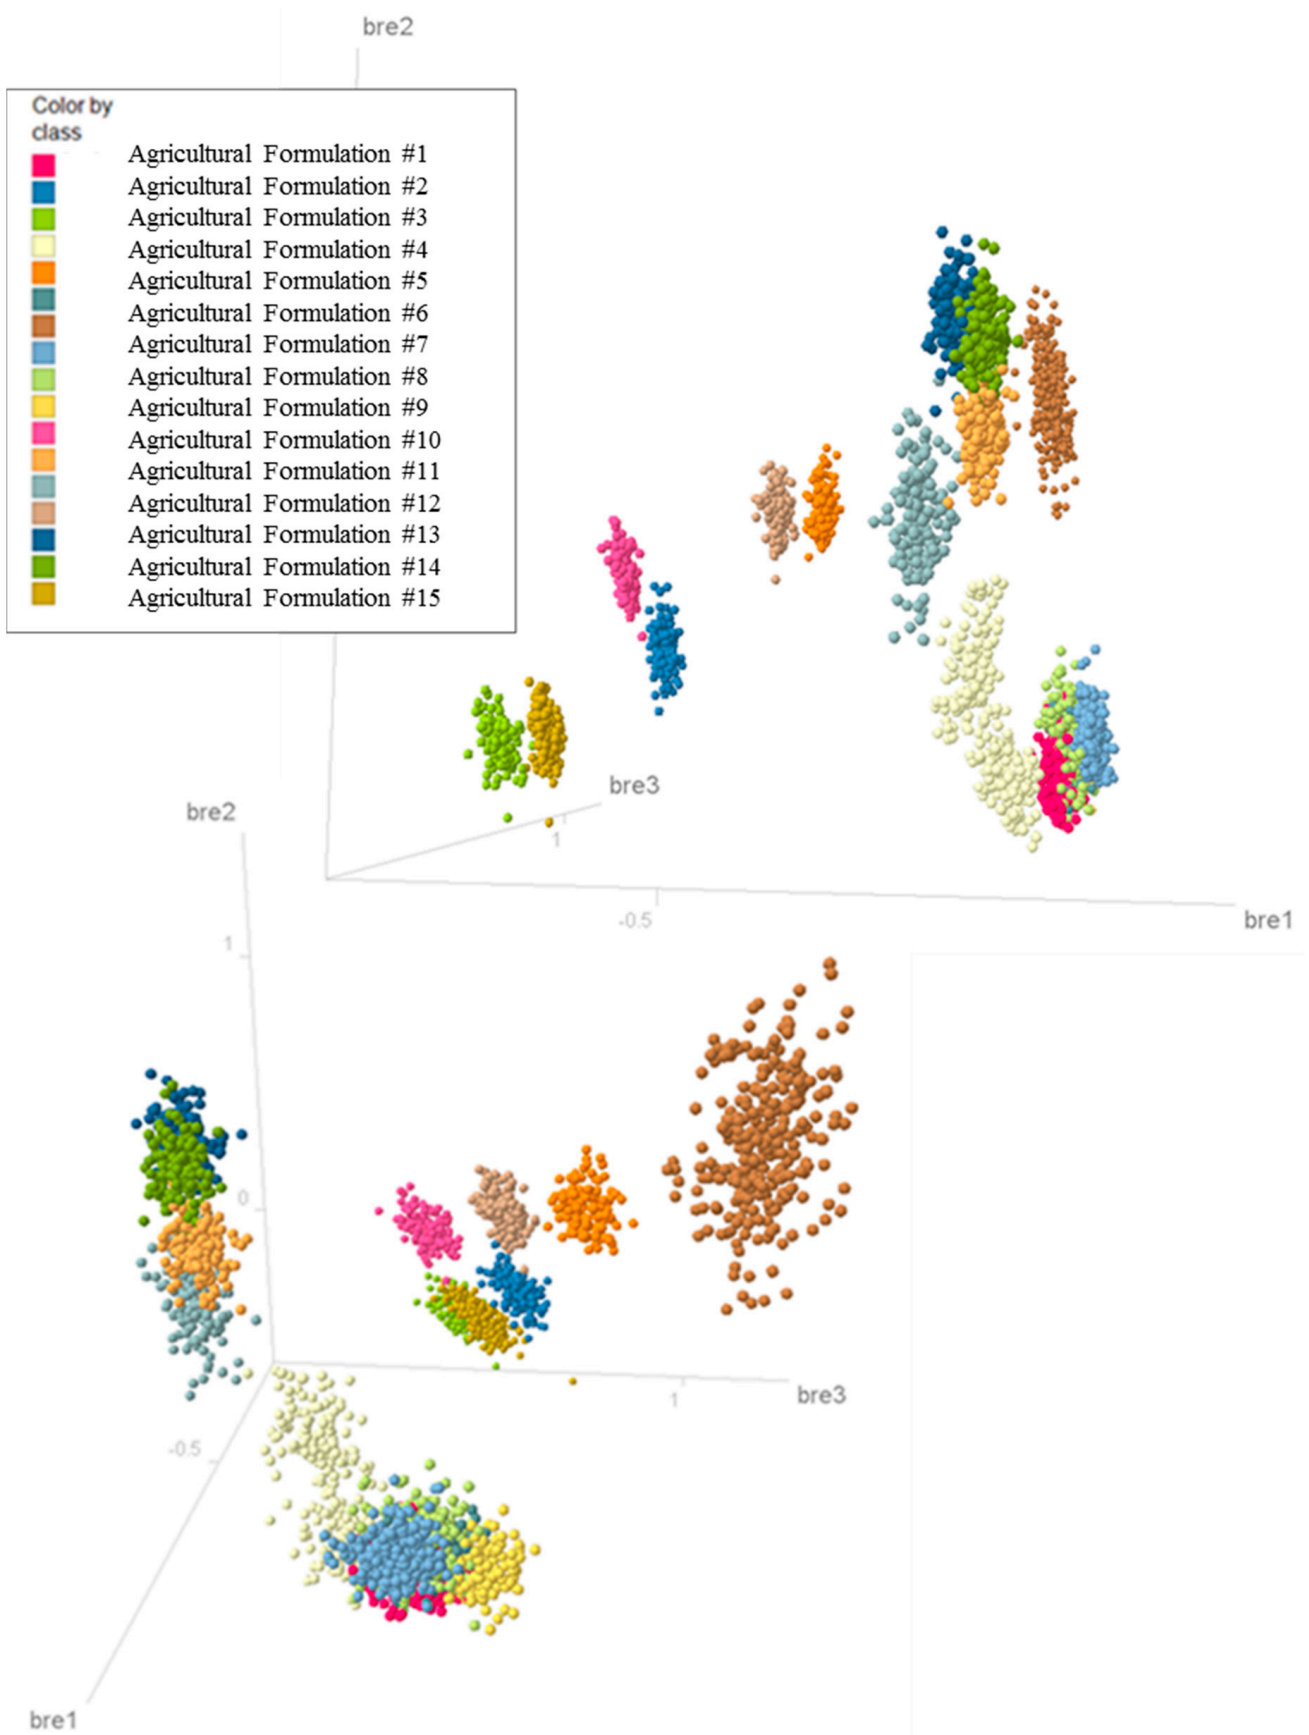 bre2
Color by
class
Agricultural Formulation #1
Agricultural Formulation #2
Agricultural Formulation #3
Agricultural Formulation #4
Agricultural Formulation #5
Agricultural Formulation #6
Agricultural Formulation #7
Agricultural Formulation #8
Agricultural Formulation #9
Agricultural Formulation #10
Agricultural Formulation #11
Agricultural Formulation #12
Agricultural Formulation #13
Agricultural Formulation #14
Agricultural Formulation #15
bre3
1
-0.5
bre1
bre2
1
0
bre3
1
-0.5
bre1